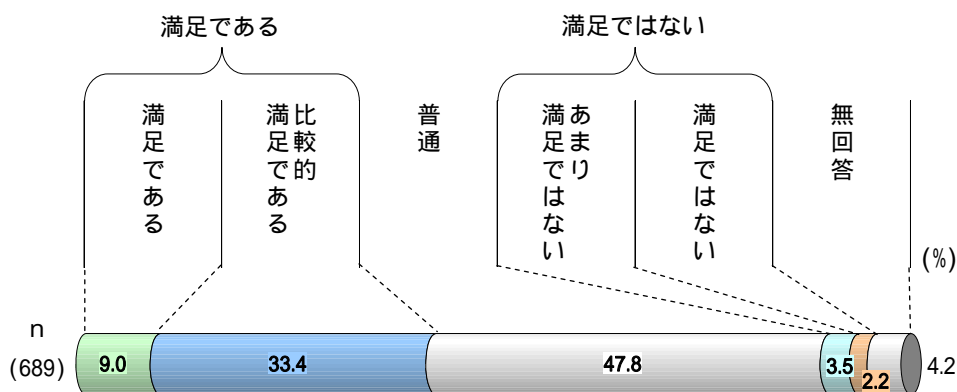 満足である
満足ではない
満足である
比較的
満足である
普通
あまり
満足ではない
満足ではない
無回答
(%)
n
(689)
9.0
33.4
47.8
3.5
2.2
4.2